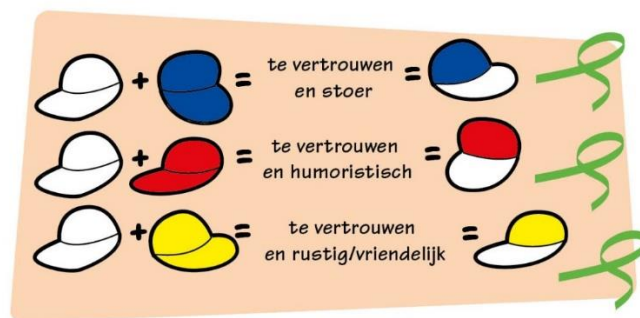 + = te vertrouwen =
en stoer
+ = te vertrouwen =
en humoristisch
+ = te vertrouwen =
en rustig/vriendelijk